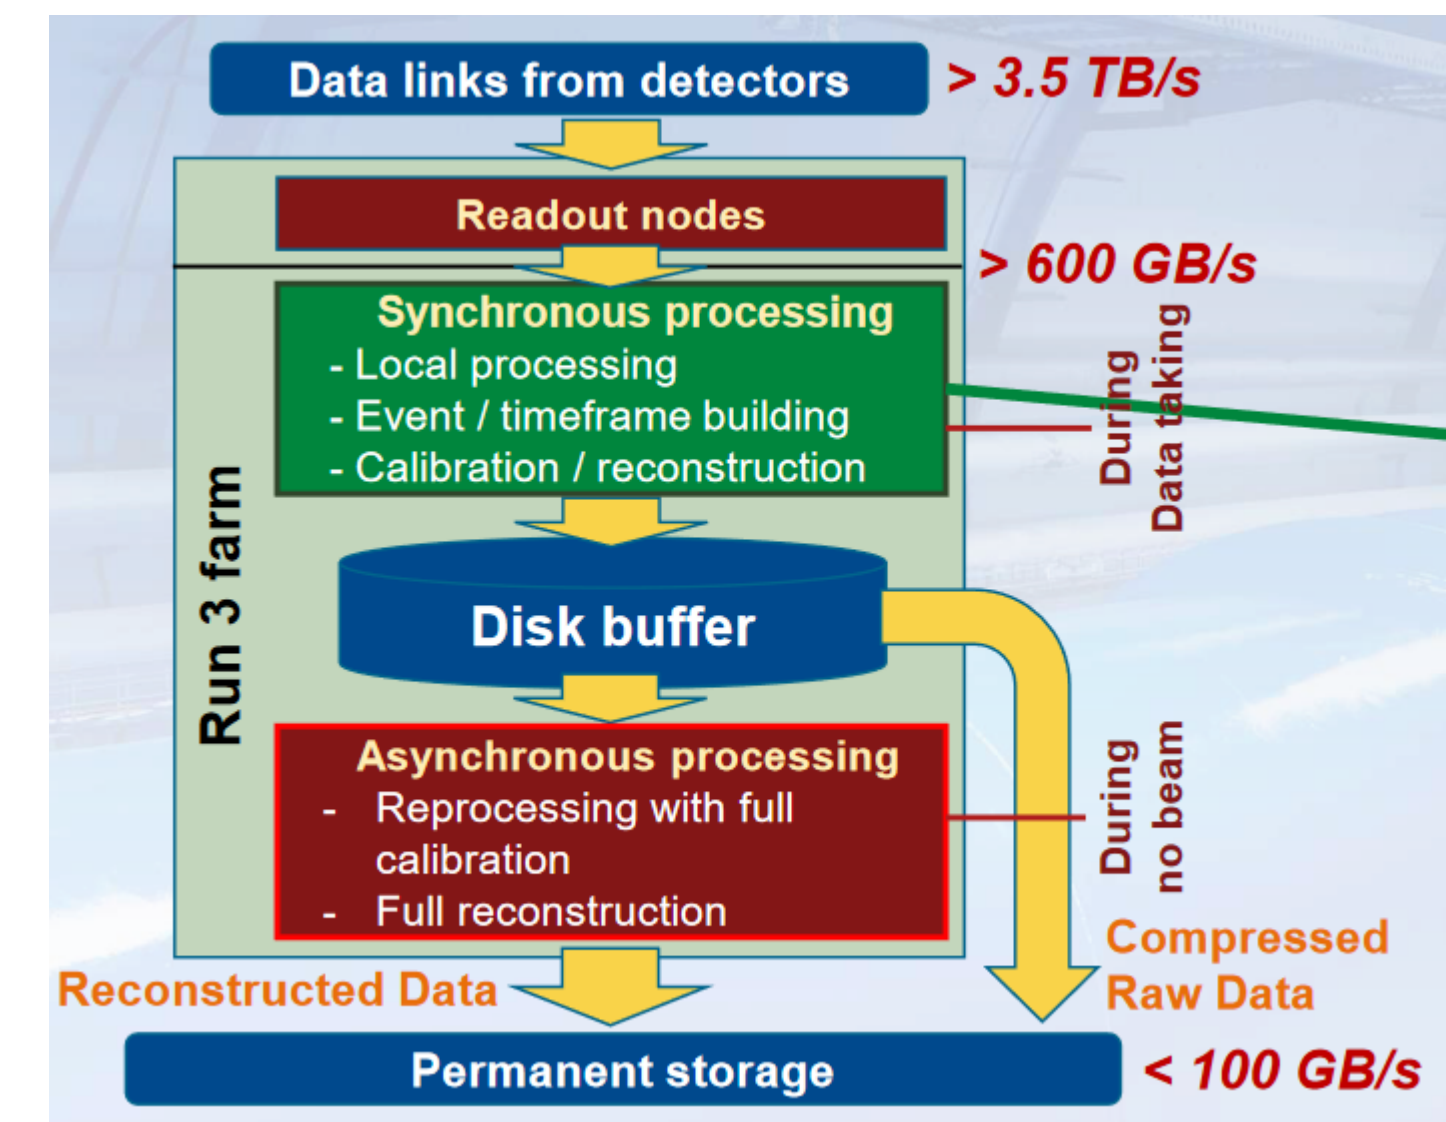 Data links from detectors
> 3.5 TB/s
Readout nodes
> 600 GB/s
Synchronous processing
- Local processing
- Event / timeframe building
- Calibration / reconstruction
During
Data taking
Run 3 farm
Disk buffer
Asynchronous processing
- Reprocessing with full
calibration
- Full reconstruction
During
no beam
Compressed
Raw Data
Reconstructed Data
Permanent storage
< 100 GB/s